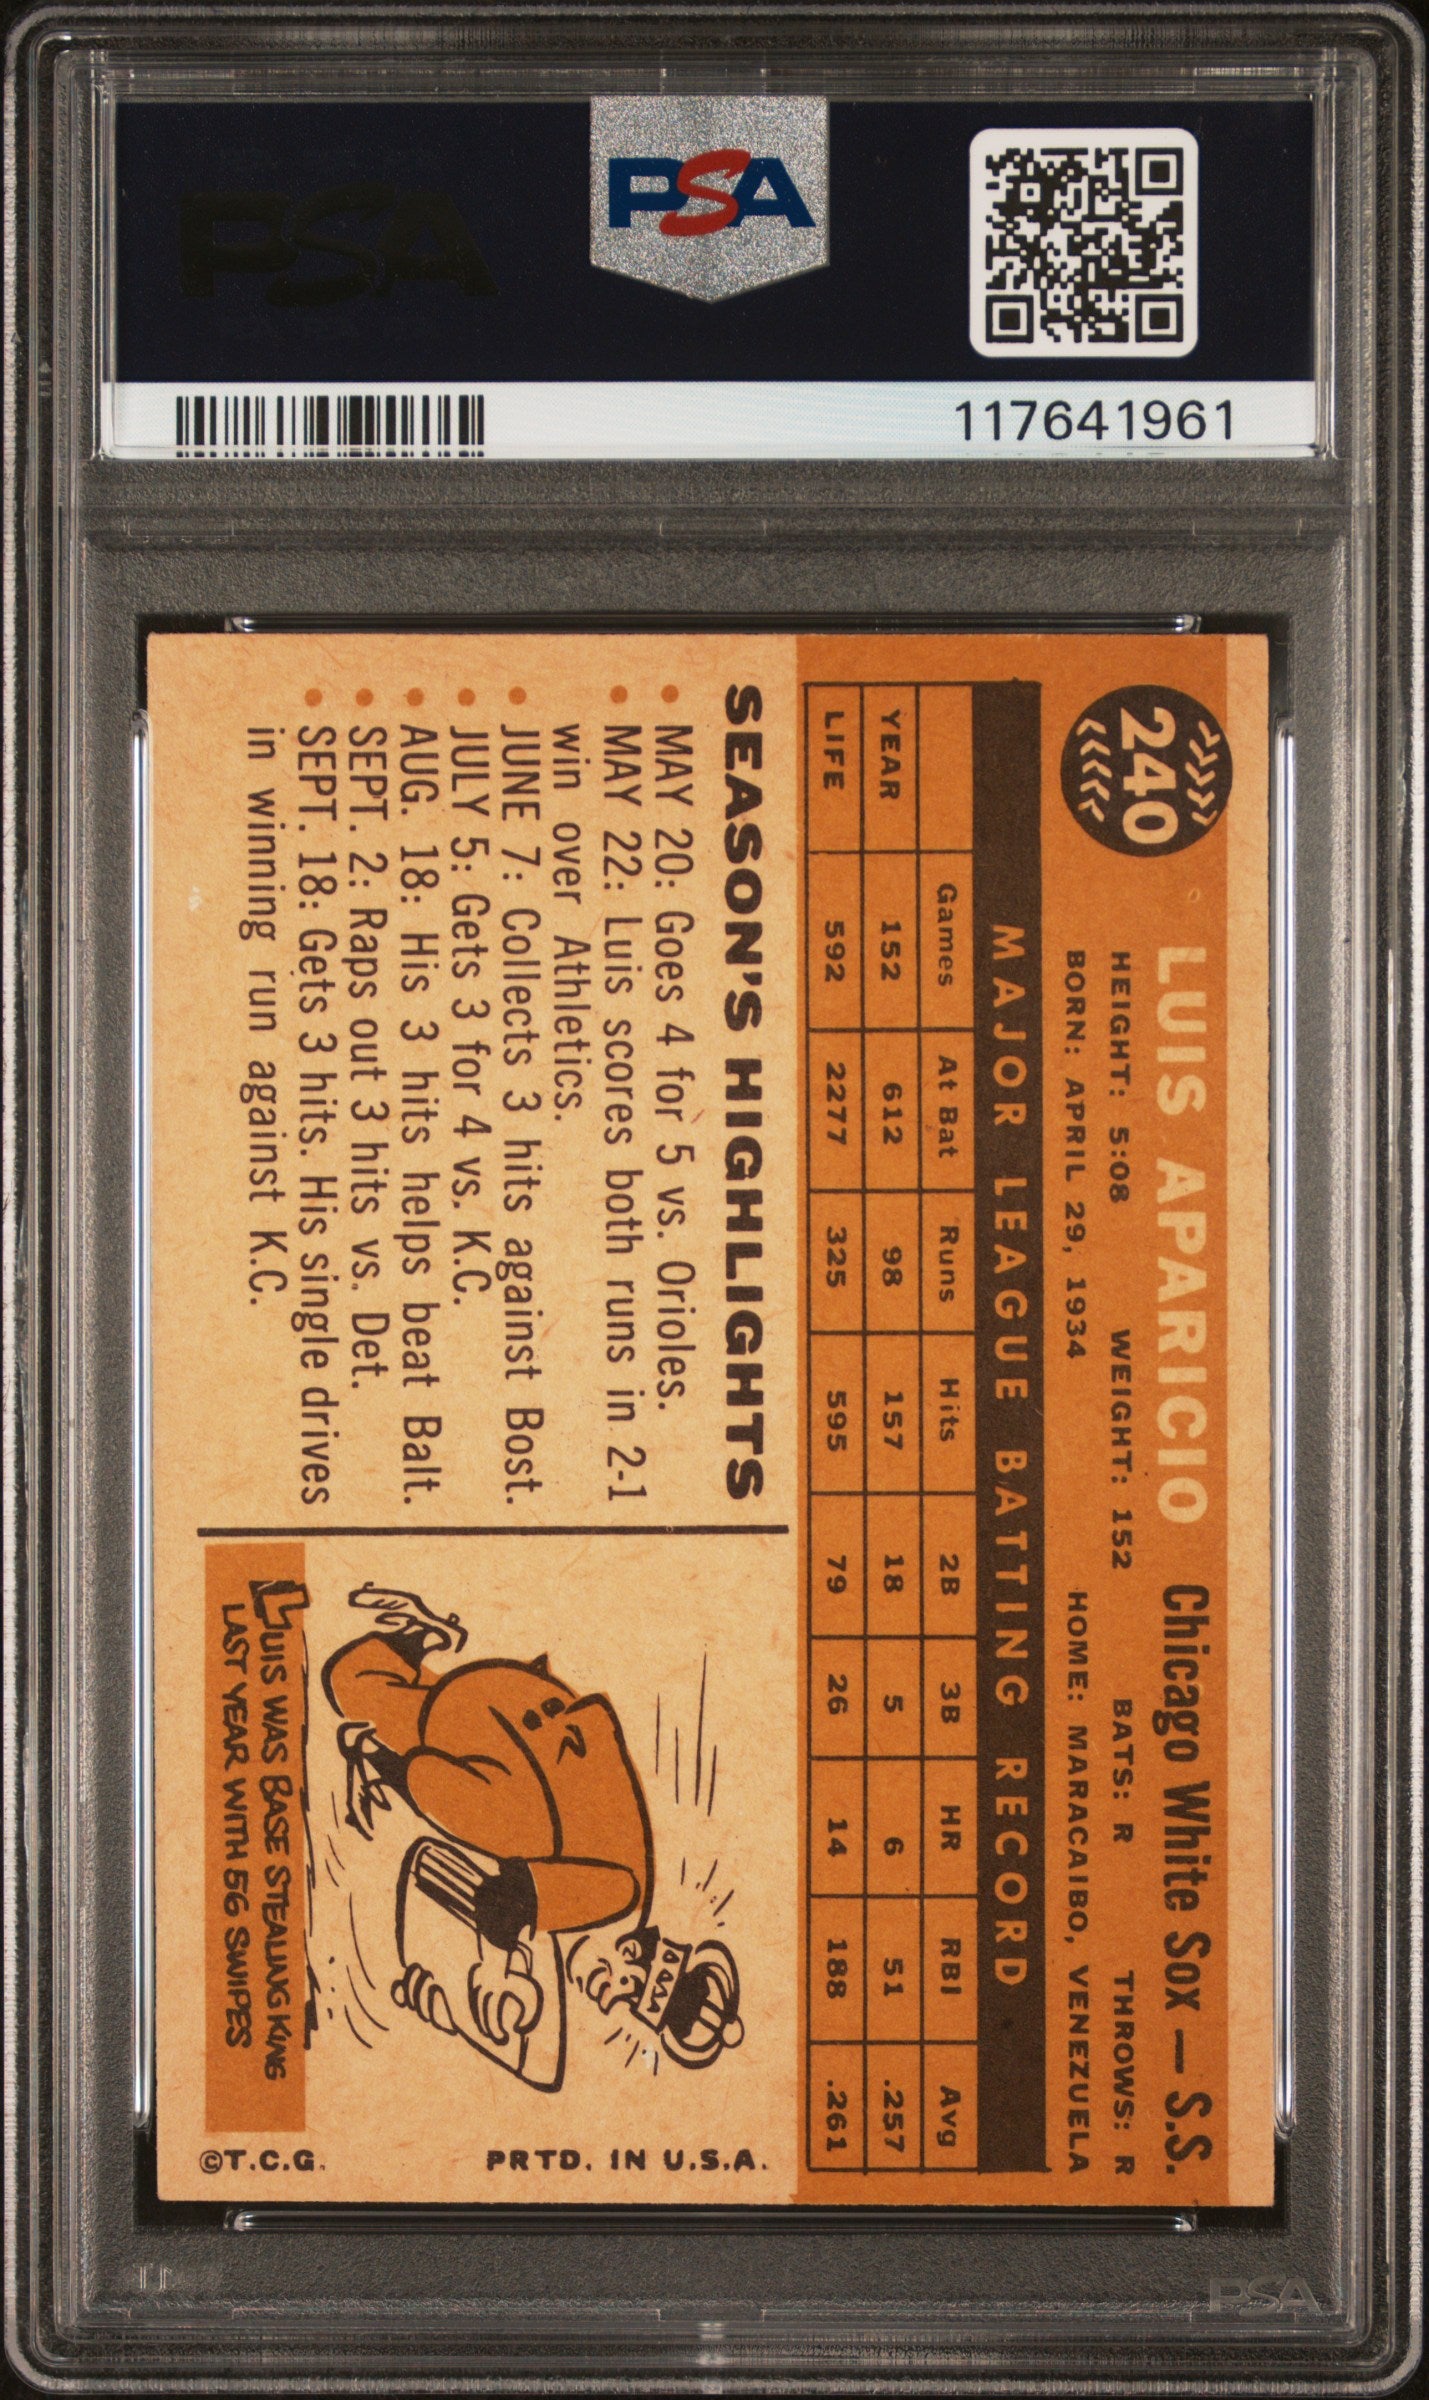 PSA
PSA
117641961
240
LUIS APARICIO Chicago White Sox — S.S.
HEIGHT: 5:08 WEIGHT: 152 BATS: R THROWS: R
BORN: APRIL 29, 1934 HOME: MARACAIBO, VENEZUELA
MAJOR LEAGUE BATTING RECORD
Games At Bat Runs Hits 2B 3B HR RBI Avg
YEAR 152 612 98 157 18 5 6 51 .257
LIFE 592 2277 325 595 79 26 14 188 .261
SEASON'S HIGHLIGHTS
• MAY 20: Goes 4 for 5 vs. Orioles.
• MAY 22: Luis scores both runs in 2-1
win over Athletics.
• JUNE 7: Collects 3 hits against Bost.
• JULY 5: Gets 3 for 4 vs. K.C.
• AUG. 18: His 3 hits helps beat Balt.
• SEPT. 2: Raps out 3 hits vs. Det.
• SEPT. 18: Gets 3 hits. His single drives
in winning run against K.C.
LUIS WAS BASE STEALING KING
LAST YEAR WITH 56 SWIPES
©T.C.G. PRTD. IN U.S.A.
PSA